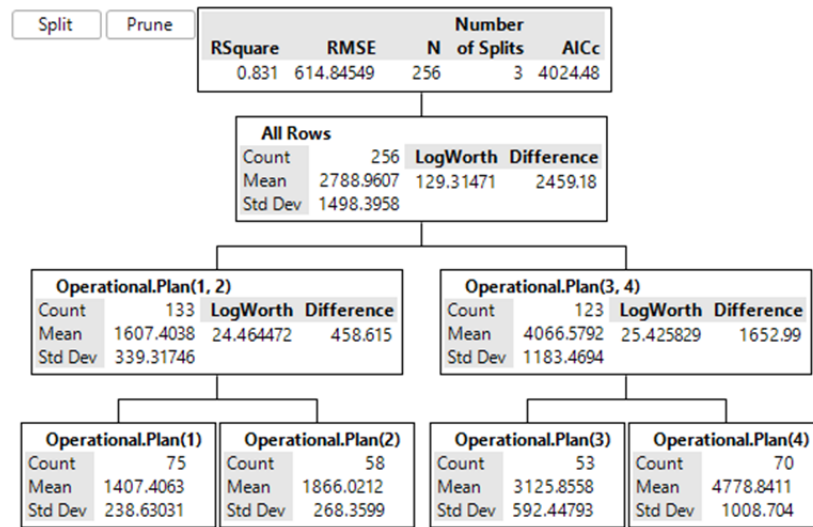 Split Prune
Number
RSquare RMSE N of Splits AICc
0.831 614.84549 256 3 4024.48
All Rows
Count 256 LogWorth Difference
Mean 2788.9607 129.31471 2459.18
Std Dev 1498.3958
Operational.Plan(1, 2) Operational.Plan(3, 4)
Count 133 LogWorth Difference Count 123 LogWorth Difference
Mean 1607.4038 24.464472 458.615 Mean 4066.5792 25.425829 1652.99
Std Dev 339.31746 Std Dev 1183.4694
Operational.Plan(1) Operational.Plan(2) Operational.Plan(3) Operational.Plan(4)
Count 75 Count 58 Count 53 Count 70
Mean 1407.4063 Mean 1866.0212 Mean 3125.8558 Mean 4778.8411
Std Dev 238.63031 Std Dev 268.3599 Std Dev 592.44793 Std Dev 1008.704